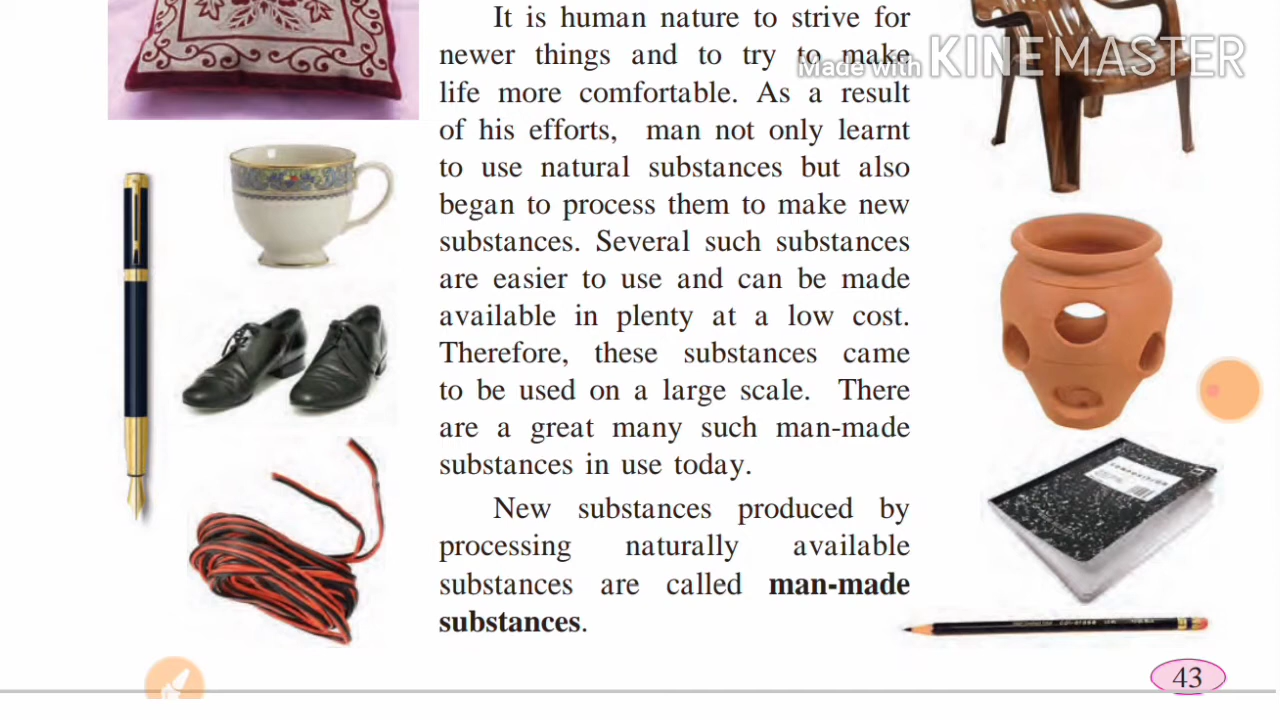 It is human nature to strive for
newer things and to try to make
life more comfortable. As a result
of his efforts, man not only learnt
to use natural substances but also
began to process them to make new
substances. Several such substances
are easier to use and can be made
available in plenty at a low cost.
Therefore, these substances came
to be used on a large scale. There
are a great many such man-made
substances in use today.
New substances produced by
processing naturally available
substances are called man-made
substances.
Made with KINEMASTER
COMPOSITION
43